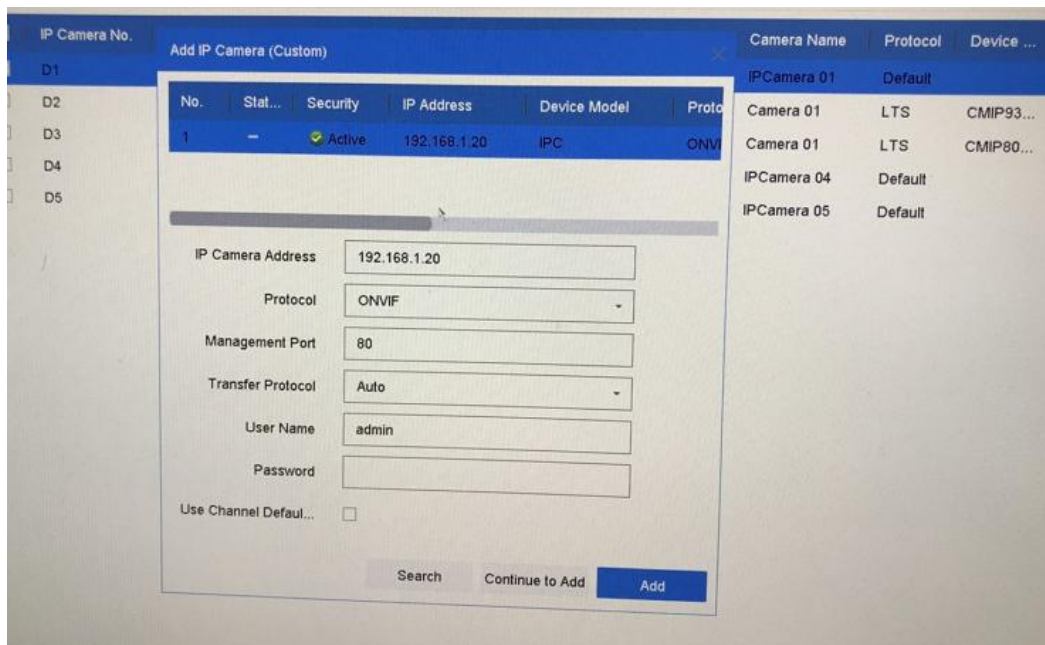 IP Camera No.
D1
D2
D3
D4
D5
Add IP Camera (Custom)
No. Stat... Security IP Address Device Model Proto
1 – Active 192.168.1.20 IPC ONVI
IP Camera Address 192.168.1.20
Protocol ONVIF
Management Port 80
Transfer Protocol Auto
User Name admin
Password
Use Channel Defaul...
Search Continue to Add Add
Camera Name Protocol Device ...
IPCamera 01 Default
Camera 01 LTS CMIP93...
Camera 01 LTS CMIP80...
IPCamera 04 Default
IPCamera 05 Default